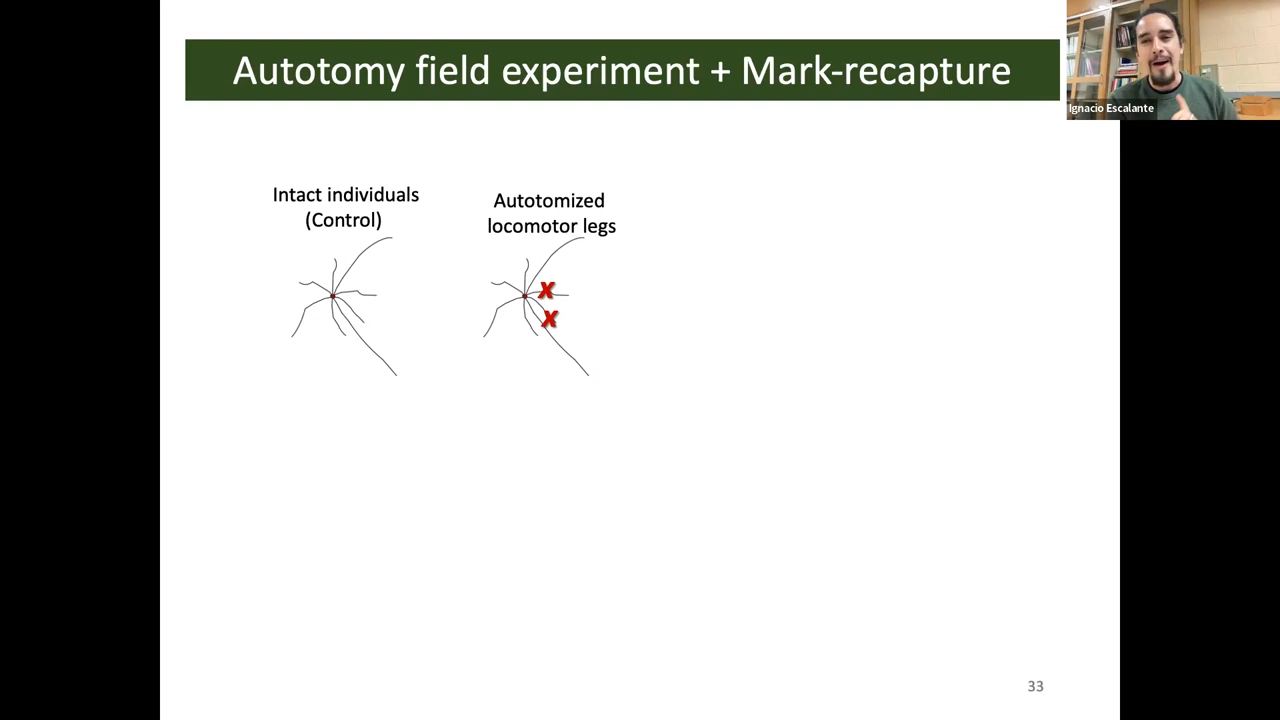 Autotomy field experiment + Mark-recapture
Ignacio Escalante
Intact individuals
(Control)
Autotomized
locomotor legs
x
x
33